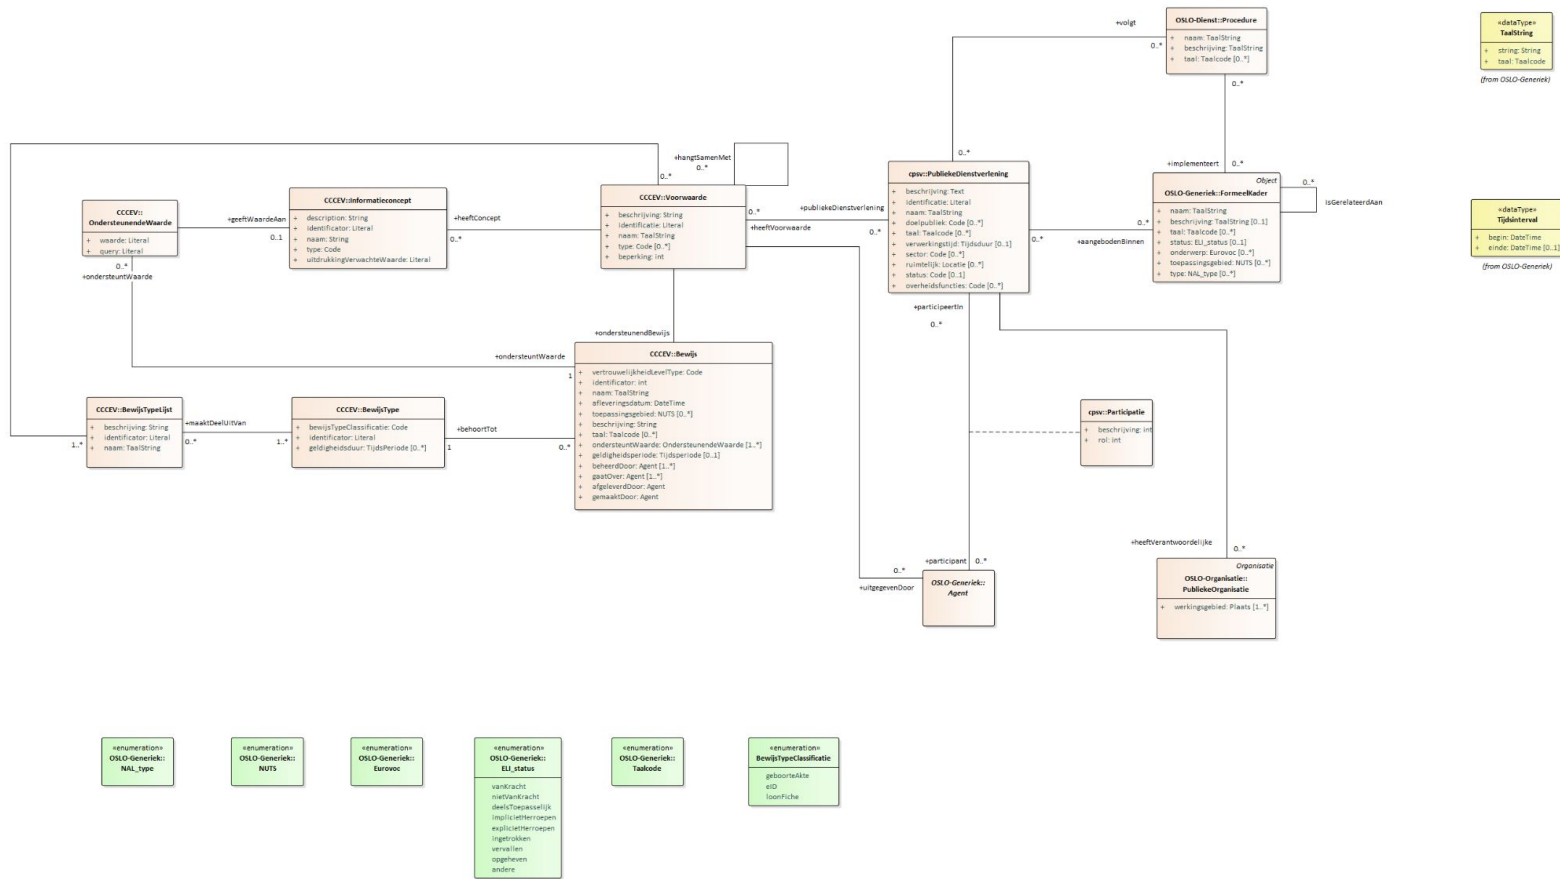 OSLO-Dienst::Procedure
+ naam: TaalString
+ beschrijving: TaalString
+ taal: Taalcode [0..*]
+volgt
0..*
0..*
0..*
«dataType»
TaalString
+ string: String
+ taal: Taalcode
(from OSLO-Generiek)
+hangtSamenMet
0..*
0..*
0..*
cpsv::PubliekeDienstverlening
+ beschrijving: Text
+ identificatie: Literal
+ naam: TaalString
+ doelpubliek: Code [0..*]
+ taal: Taalcode [0..*]
+ verwerkingstijd: Tijdsduur [0..1]
+ sector: Code [0..*]
+ ruimtelijk: Locatie [0..*]
+ status: Code [0..1]
+ overheidsfuncties: Code [0..*]
+implementeert
0..*
Object
OSLO-Generiek::FormeelKader
+ naam: TaalString
+ beschrijving: TaalString [0..1]
+ taal: Taalcode [0..*]
+ status: ELI_status [0..1]
+ onderwerp: Eurovoc [0..*]
+ toepassingsgebied: NUTS [0..*]
+ type: NAL_type [0..*]
0..*
IsGerelateerdAan
0..*
+aangebodenBinnen
0..*
«dataType»
Tijdsinterval
+ begin: DateTime
+ einde: DateTime [0..1]
(from OSLO-Generiek)
CCCEV::
OndersteunendeWaarde
+ waarde: Literal
+ query: Literal
+geeftWaardeAan
0..1
CCCEV::Informatieconcept
+ description: String
+ identificator: Literal
+ naam: String
+ type: Code
+ uitdrukkingVerwachteWaarde: Literal
+heeftConcept
0..*
CCCEV::Voorwaarde
+ beschrijving: String
+ identificatie: Literal
+ naam: TaalString
+ type: Code [0..*]
+ beperking: int
0..*
+heeftVoorwaarde
+publiekeDienstverlening
0..*
0..*
+ondersteuntWaarde
+ondersteunendBewijs
+ondersteuntWaarde
1
CCCEV::Bewijs
+ vertrouwelijkheidLevelType: Code
+ identificator: int
+ naam: TaalString
+ afleveringsdatum: DateTime
+ toepassingsgebied: NUTS [0..*]
+ beschrijving: String
+ taal: Taalcode [0..*]
+ ondersteuntWaarde: OndersteunendeWaarde [1..*]
+ geldigheidsperiode: Tijdsperiode [0..1]
+ beheerdDoor: Agent [1..*]
+ gaatOver: Agent [1..*]
+ afgeleverdDoor: Agent
+ gemaaktDoor: Agent
CCCEV::BewijsTypeLijst
+ beschrijving: String
+ identificator: Literal
+ naam: TaalString
1..*
+maaktDeelUitVan
0..*
1..*
CCCEV::BewijsType
+ bewijsTypeClassificatie: Code
+ identificator: Literal
+ geldigheidsduur: TijdsPeriode [0..*]
+behoortTot
1
0..*
+participeertIn
0..*
cpsv::Participatie
+ beschrijving: int
+ rol: int
+participant
0..*
0..*
+uitgegevenDoor
OSLO-Generiek::
Agent
+heeftVerantwoordelijke
0..*
Organisatie
OSLO-Organisatie::
PubliekeOrganisatie
+ werkingsgebied: Plaats [1..*]
«enumeration»
OSLO-Generiek::
NAL_type
«enumeration»
OSLO-Generiek::
NUTS
«enumeration»
OSLO-Generiek::
Eurovoc
«enumeration»
OSLO-Generiek::
ELI_status
vanKracht
nietVanKracht
deelsToepasselijk
implicietHerroepen
explicietHerroepen
ingetrokken
vervallen
opgeheven
andere
«enumeration»
OSLO-Generiek::
Taalcode
«enumeration»
BewijsTypeClassificatie
geboorteAkte
eID
loonFiche